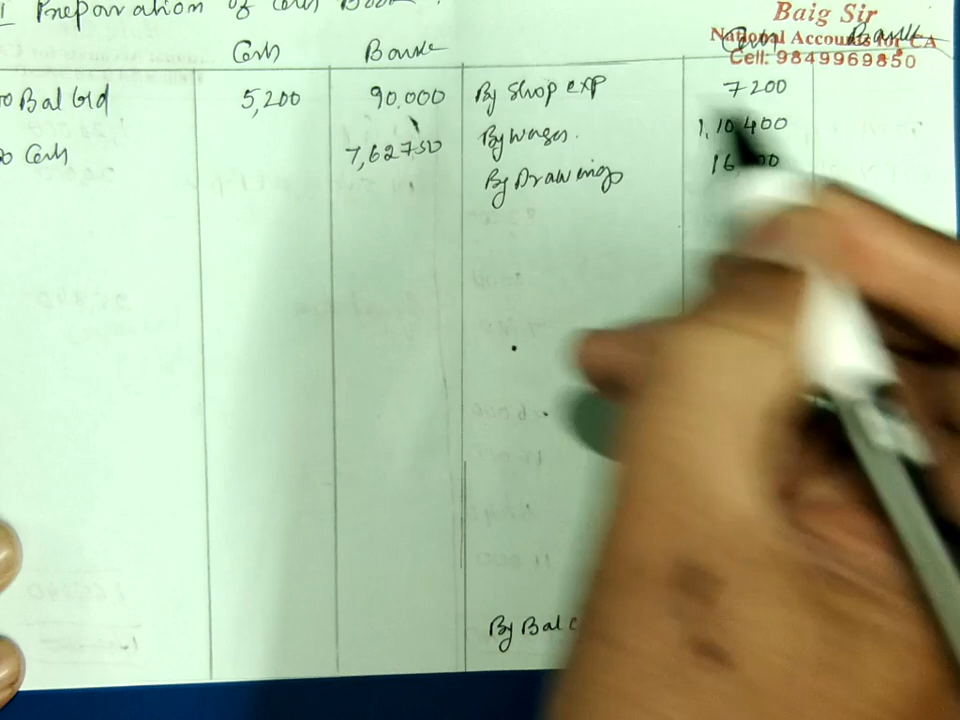 Preparation of Cash Book
Baig Sir
National Accounts for CA
Cell: 9849969850
Cash Bank Cash Bank
To Bal b/d 5,200 90,000 By Shop exp 7200
To Cash 7,62750 By wages. 1,10,400
By Drawings
By Bal